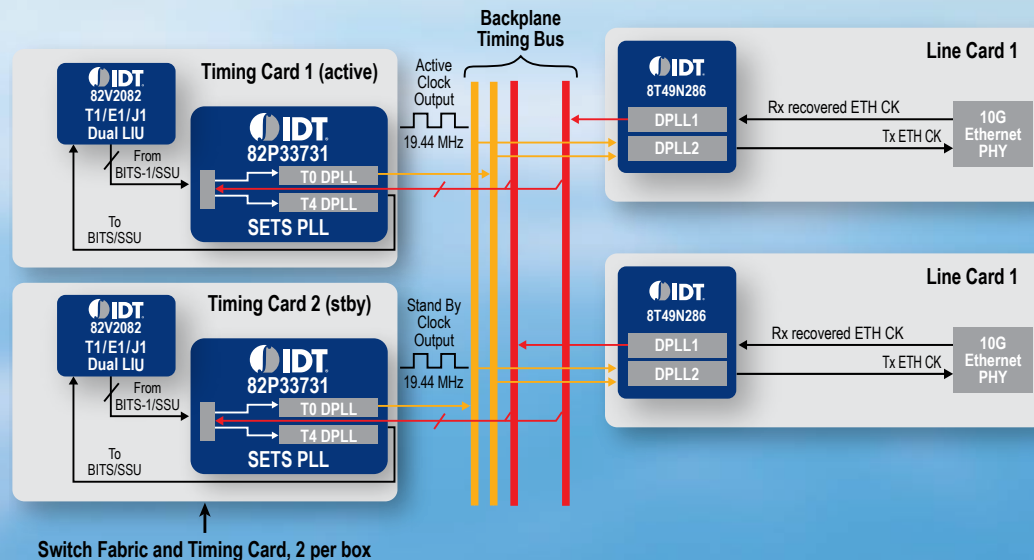 Backplane
Timing Bus
Timing Card 1 (active)
IDT
82V2082
T1/E1/J1
Dual LIU
From
BITS-1/SSU
To
BITS/SSU
IDT
82P33731
T0 DPLL
T4 DPLL
SETS PLL
Active
Clock
Output
19.44 MHz
Line Card 1
IDT
8T49N286
DPLL1
DPLL2
Rx recovered ETH CK
Tx ETH CK
10G
Ethernet
PHY
Timing Card 2 (stby)
IDT
82V2082
T1/E1/J1
Dual LIU
From
BITS-1/SSU
To
BITS/SSU
IDT
82P33731
T0 DPLL
T4 DPLL
SETS PLL
Stand By
Clock
Output
19.44 MHz
Line Card 1
IDT
8T49N286
DPLL1
DPLL2
Rx recovered ETH CK
Tx ETH CK
10G
Ethernet
PHY
Switch Fabric and Timing Card, 2 per box